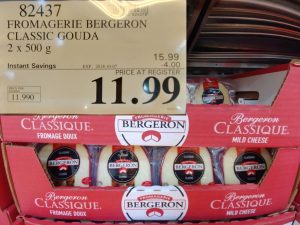 82437
FROMAGERIE BERGERON
CLASSIC GOUDA
2 x 500 g
15.99
Instant Savings
-4.00
PRICE AT REGISTER
11.99
11.990
Bergeron
CLASSIQUE
FROMAGE DOUX
FROMAGERIE
BERGERON
Bergeron
CLASSIQUE
MILD CHEESE
BERGERON
BERGERON
Bergeron
CLASSIQUE
FROMAGE DOUX
FROMAGERIE
BERGERON
Bergeron
CLASSIQUE
MILD CHEESE